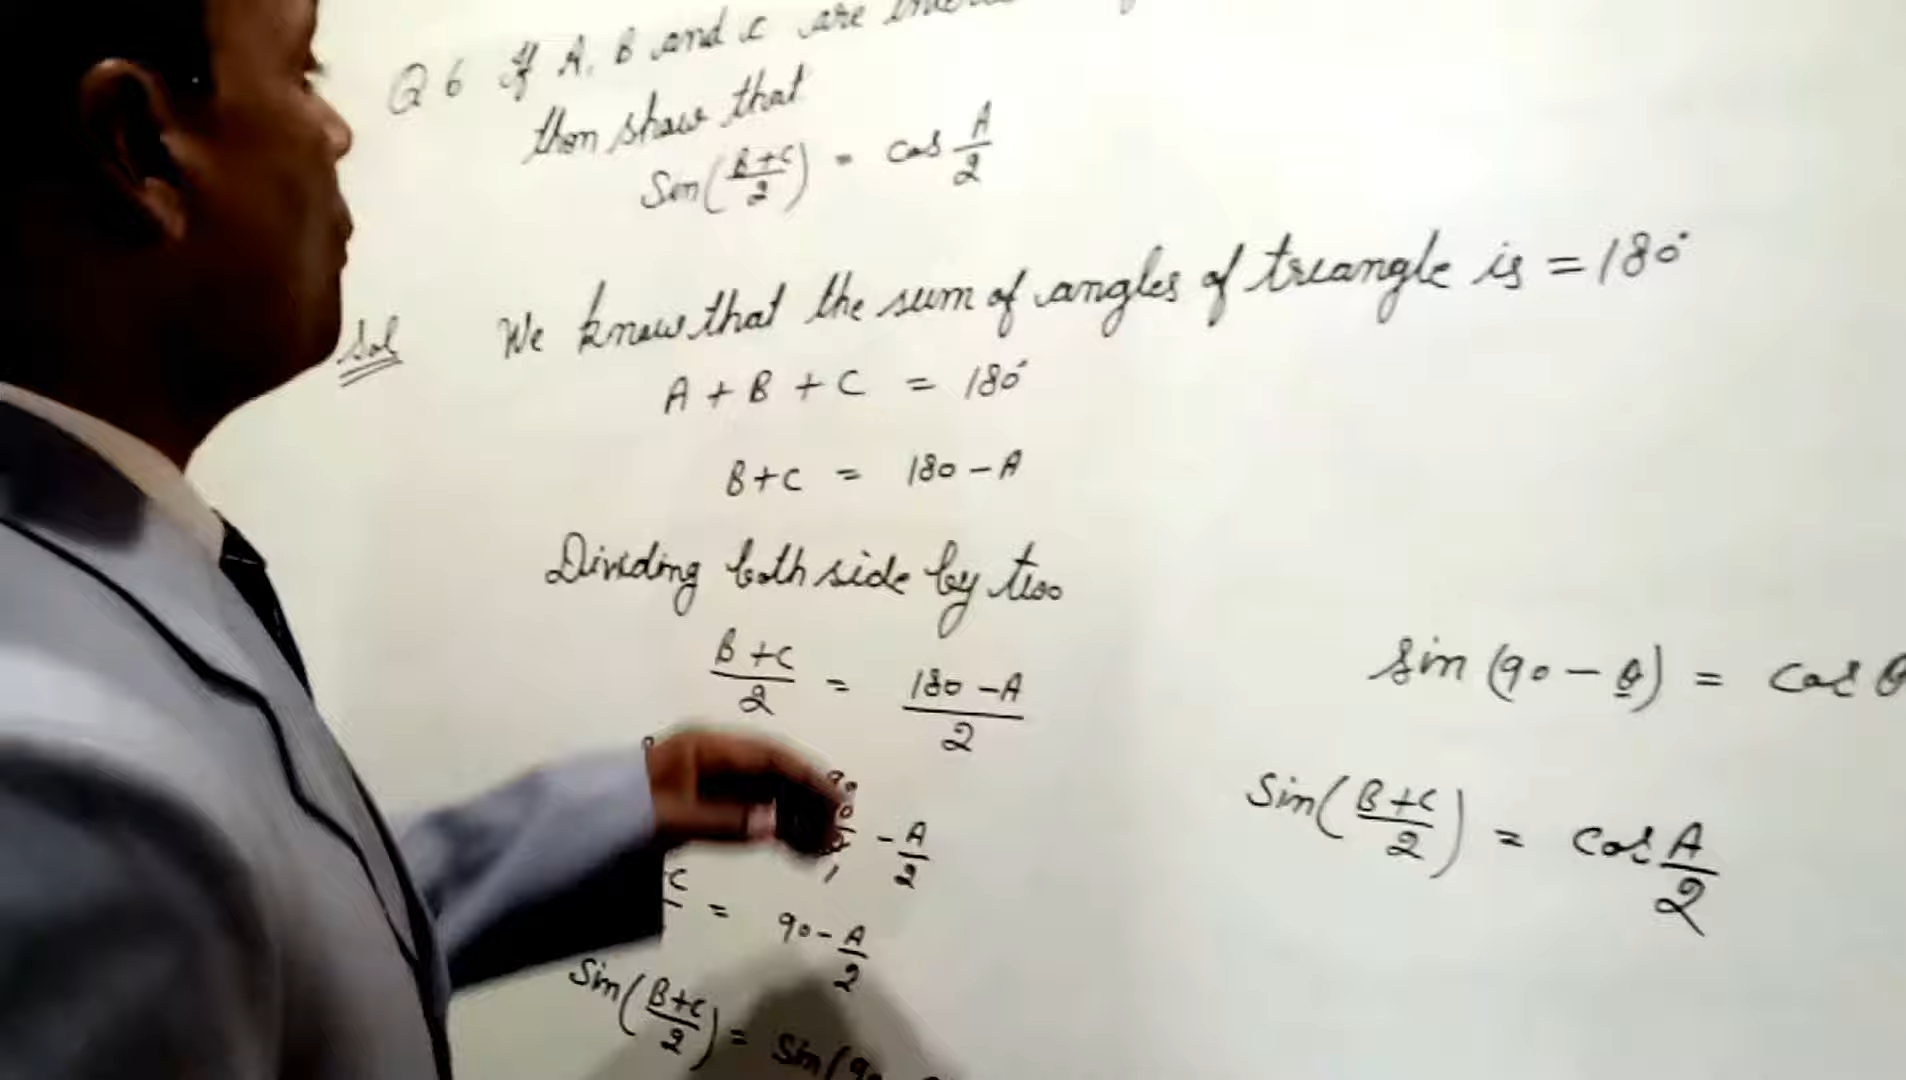 Q 6 If A, B and c are
then show that
Sin(B+C/2) = cos A/2
Sol We know that the sum of angles of triangle is = 180°
A + B + C = 180°
B+C = 180 - A
Dividing both side by two
B+C/2 = 180-A/2
- A/2
C = 90 - A/2
Sin(B+C/2) = Sin(90
Sin (90 - θ) = Cos θ
Sin(B+C/2) = Cos A/2